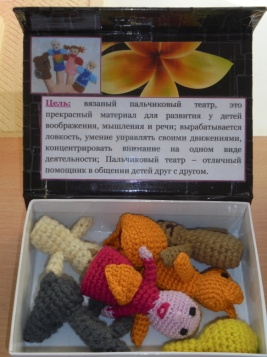 Цель: вязаный пальчиковый театр, это
прекрасный материал для развития у детей
воображения, мышления и речи; вырабатывается
ловкость, умение управлять своими движениями,
концентрировать внимание на одном виде
деятельности; Пальчиковый театр – отличный
помощник в общении детей друг с другом.